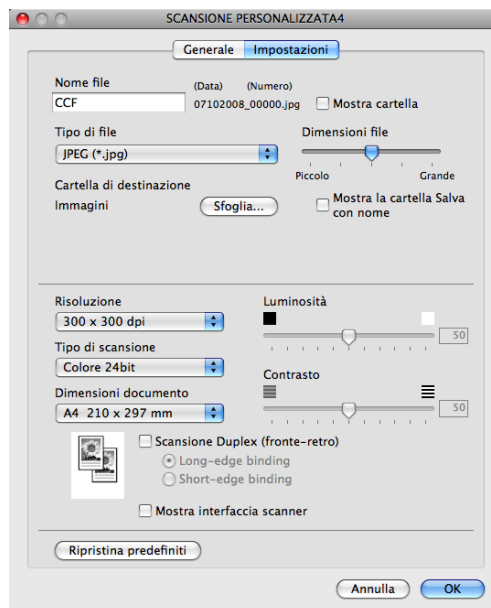 SCANSIONE PERSONALIZZATA4
Generale Impostazioni
Nome file (Data) (Numero)
CCF 07102008_00000.jpg Mostra cartella
Tipo di file Dimensioni file
JPEG (*.jpg)
Piccolo Grande
Cartella di destinazione
Immagini Sfoglia... Mostra la cartella Salva
con nome
Risoluzione Luminosità
300 x 300 dpi
50
Tipo di scansione
Colore 24bit
Contrasto
Dimensioni documento
A4 210 x 297 mm
50
Scansione Duplex (fronte-retro)
Long-edge binding
Short-edge binding
Mostra interfaccia scanner
Ripristina predefiniti
Annulla OK